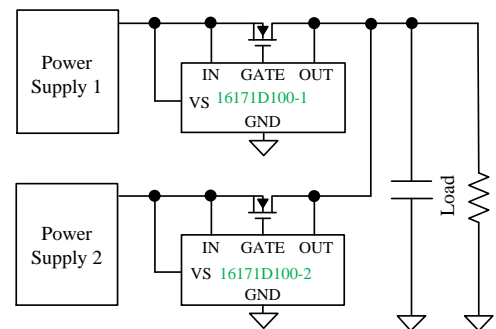 Power
Supply 1
IN GATE OUT
VS 16171D100-1
GND
Load
Power
Supply 2
IN GATE OUT
VS 16171D100-2
GND